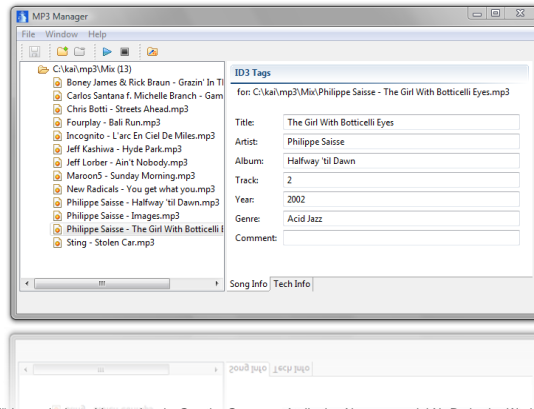 MP3 Manager
File Window Help
C:\kai\mp3\Mix (13)
Boney James & Rick Braun - Grazin' In
Carlos Santana f. Michelle Branch - Gam
Chris Botti - Streets Ahead.mp3
Fourplay - Bali Run.mp3
Incognito - L'arc En Ciel De Miles.mp3
Jeff Kashiwa - Hyde Park.mp3
Jeff Lorber - Ain't Nobody.mp3
Maroon5 - Sunday Morning.mp3
New Radicals - You get what you.mp3
Philippe Saisse - Halfway 'til Dawn.mp3
Philippe Saisse - Images.mp3
Philippe Saisse - The Girl With Botticelli
Sting - Stolen Car.mp3
ID3 Tags
for: C:\kai\mp3\Mix\Philippe Saisse - The Girl With Botticelli Eyes.mp3
Title: The Girl With Botticelli Eyes
Artist: Philippe Saisse
Album: Halfway 'til Dawn
Track: 2
Year: 2002
Genre: Acid Jazz
Comment:
Song Info Tech Info
Song Info Tech Info